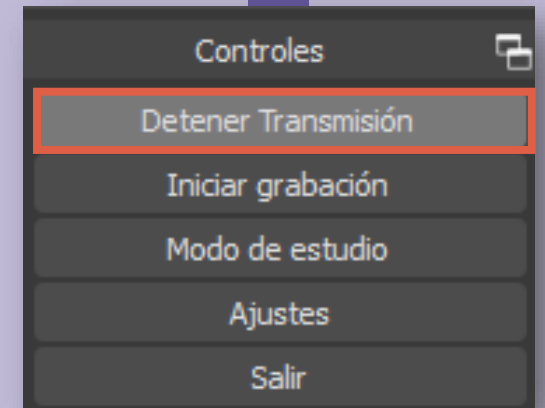 Controles
Detener Transmisión
Iniciar grabación
Modo de estudio
Ajustes
Salir